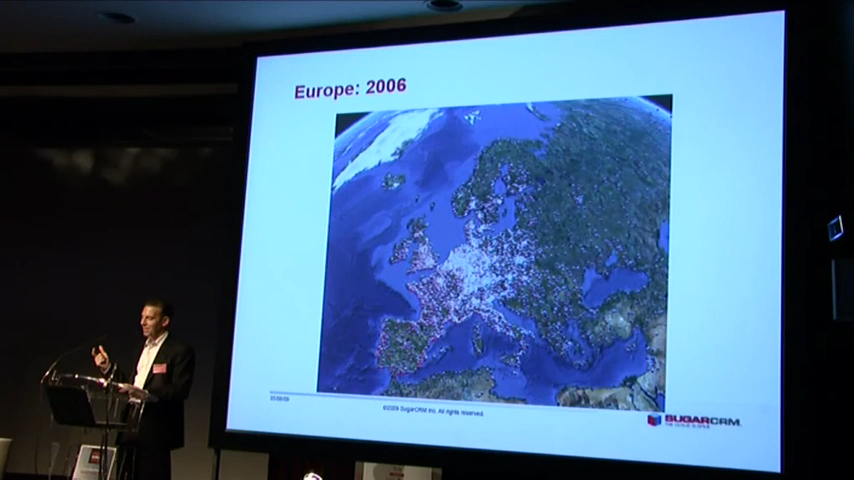 Europe: 2006
©2009 SugarCRM Inc. All rights reserved.
SUGARCRM.